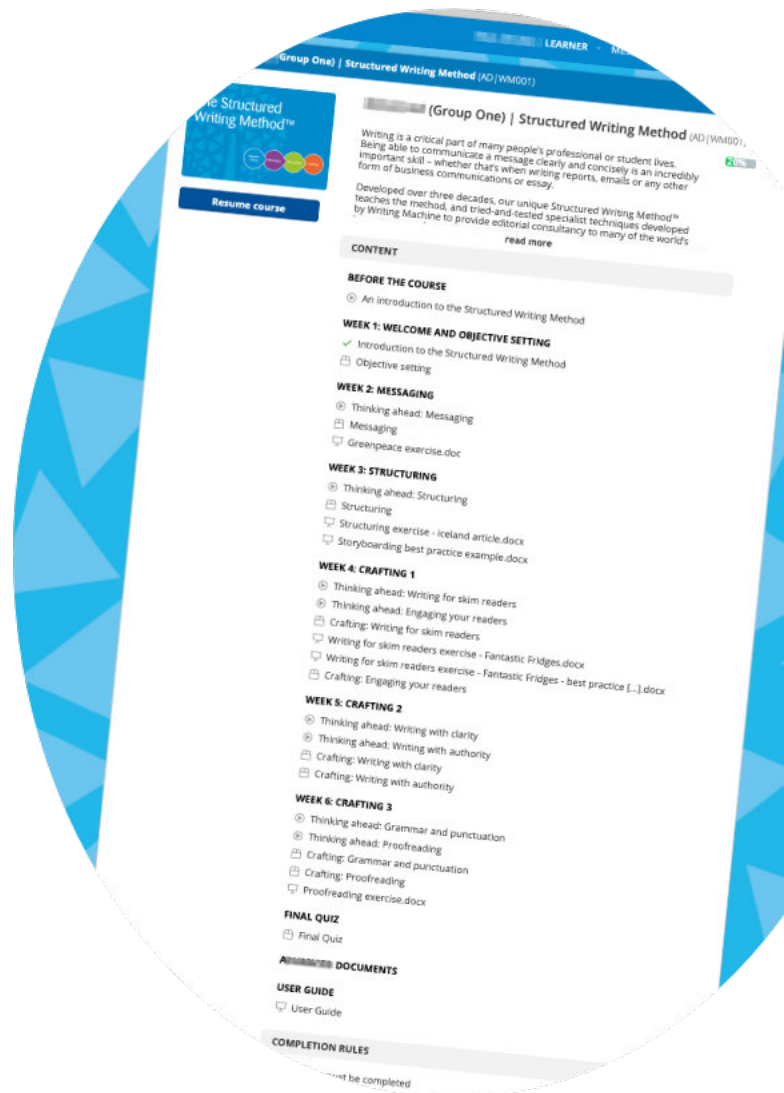 LEARNER
Group One) | Structured Writing Method (AD|WM001)
Structured
Writing Method™
Resume course
(Group One) | Structured Writing Method (AD|WM001)
Writing is a critical part of many people's professional or student lives.
Being able to communicate a message clearly and concisely is an incredibly
important skill – whether that's when writing reports, emails or any other
form of business communications or essay.
20%
Developed over three decades, our unique Structured Writing Method™
teaches the method, and tried-and-tested specialist techniques developed
by Writing Machine to provide editorial consultancy to many of the world's
read more
CONTENT
BEFORE THE COURSE
An introduction to the Structured Writing Method
WEEK 1: WELCOME AND OBJECTIVE SETTING
Introduction to the Structured Writing Method
Objective setting
WEEK 2: MESSAGING
Thinking ahead: Messaging
Messaging
Greenpeace exercise.doc
WEEK 3: STRUCTURING
Thinking ahead: Structuring
Structuring
Structuring exercise - iceland article.docx
Storyboarding best practice example.docx
WEEK 4: CRAFTING 1
Thinking ahead: Writing for skim readers
Thinking ahead: Engaging your readers
Crafting: Writing for skim readers
Writing for skim readers exercise - Fantastic Fridges.docx
Writing for skim readers exercise - Fantastic Fridges - best practice [...].docx
Crafting: Engaging your readers
WEEK 5: CRAFTING 2
Thinking ahead: Writing with clarity
Thinking ahead: Writing with authority
Crafting: Writing with clarity
Crafting: Writing with authority
WEEK 6: CRAFTING 3
Thinking ahead: Grammar and punctuation
Thinking ahead: Proofreading
Crafting: Grammar and punctuation
Crafting: Proofreading
Proofreading exercise.docx
FINAL QUIZ
Final Quiz
DOCUMENTS
USER GUIDE
User Guide
COMPLETION RULES
must be completed